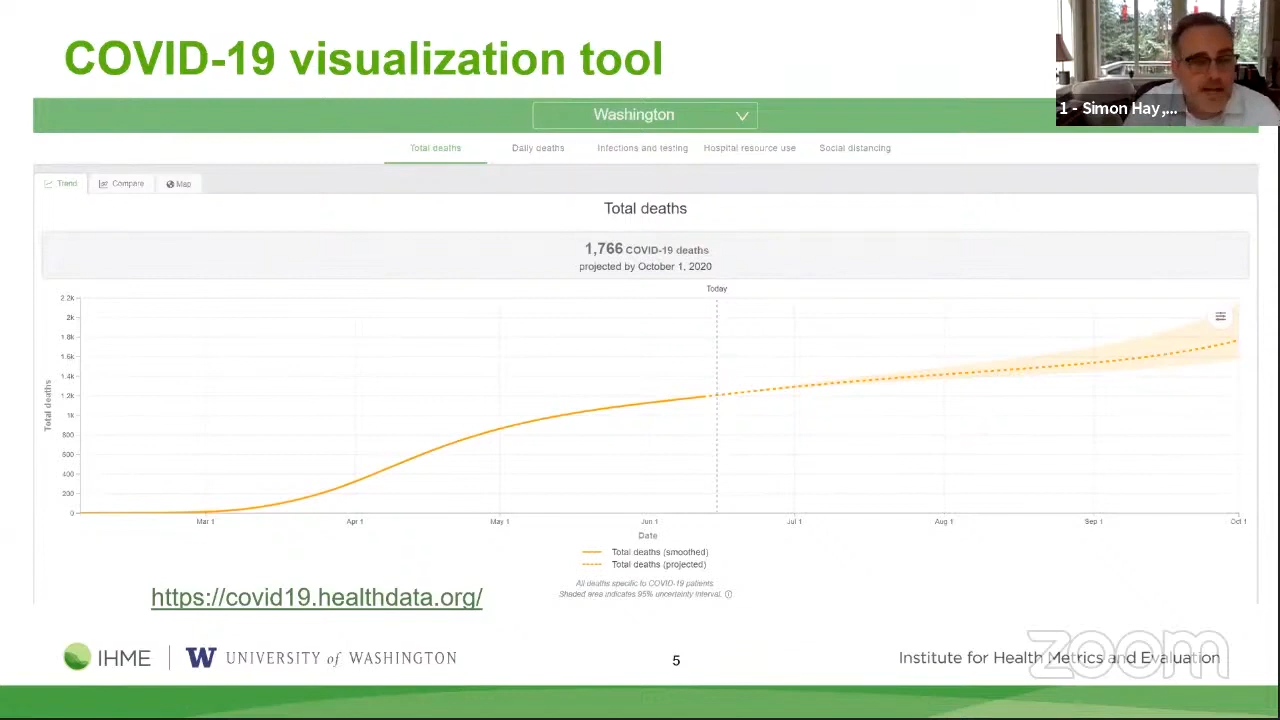 COVID-19 visualization tool
1 - Simon Hay,...
Washington
Total deaths
Daily deaths
Infections and testing
Hospital resource use
Social distancing
Trend
Compare
Map
Total deaths
1,766 COVID-19 deaths
projected by October 1, 2020
Today
2.2k
2k
1.8k
1.6k
1.4k
1.2k
1k
800
600
400
200
0
Total deaths
Mar 1
Apr 1
May 1
Jun 1
Jul 1
Aug 1
Sep 1
Oct 1
Date
Total deaths (smoothed)
Total deaths (projected)
All deaths specific to COVID-19 patients.
Shaded area indicates 95% uncertainty interval.
https://covid19.healthdata.org/
IHME
W UNIVERSITY of WASHINGTON
5
Institute for Health Metrics and Evaluation
zoom